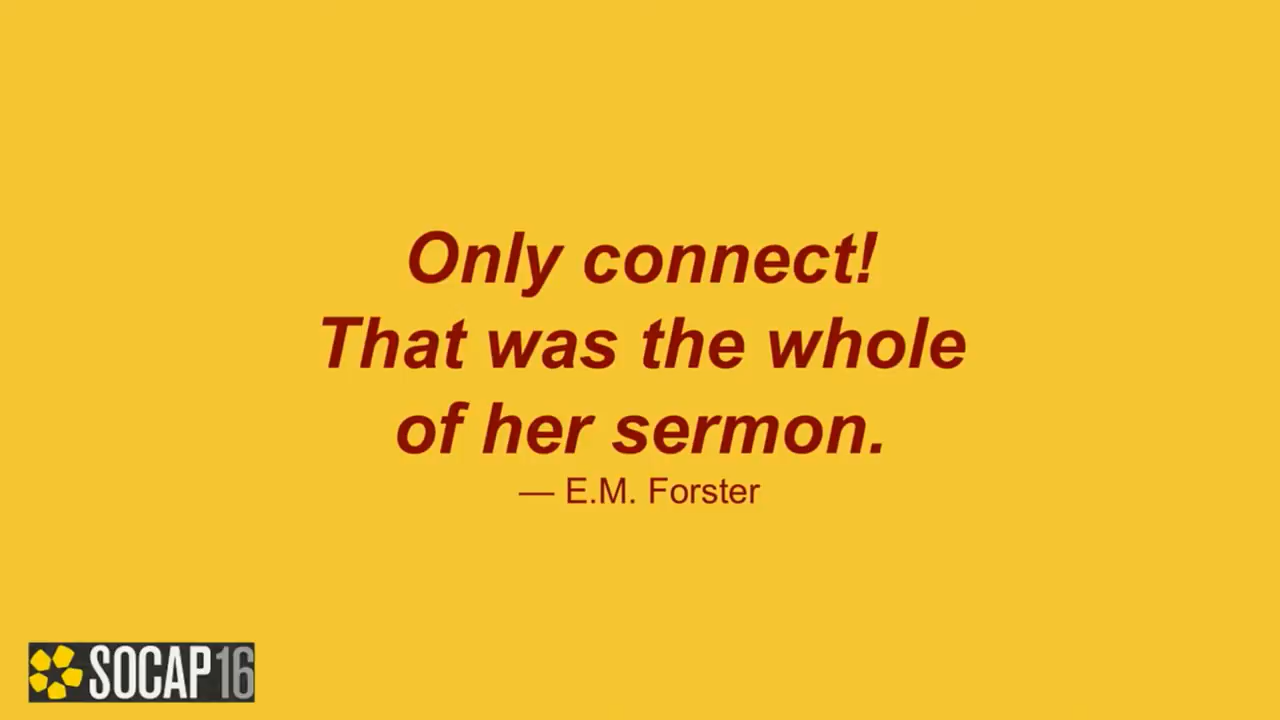 Only connect!
That was the whole
of her sermon.
— E.M. Forster
SOCAP16